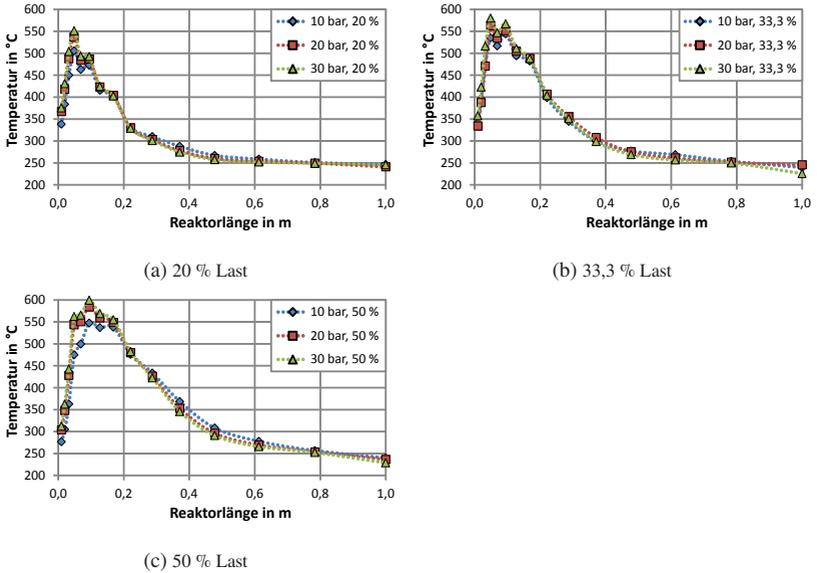 600
550
500
450
400
350
300
250
200
Temperatur in °C
10 bar, 20 %
20 bar, 20 %
30 bar, 20 %
0,0 0,2 0,4 0,6 0,8 1,0
Reaktorlänge in m
(a) 20 % Last
600
550
500
450
400
350
300
250
200
Temperatur in °C
10 bar, 33,3 %
20 bar, 33,3 %
30 bar, 33,3 %
0,0 0,2 0,4 0,6 0,8 1,0
Reaktorlänge in m
(b) 33,3 % Last
600
550
500
450
400
350
300
250
200
Temperatur in °C
10 bar, 50 %
20 bar, 50 %
30 bar, 50 %
0,0 0,2 0,4 0,6 0,8 1,0
Reaktorlänge in m
(c) 50 % Last